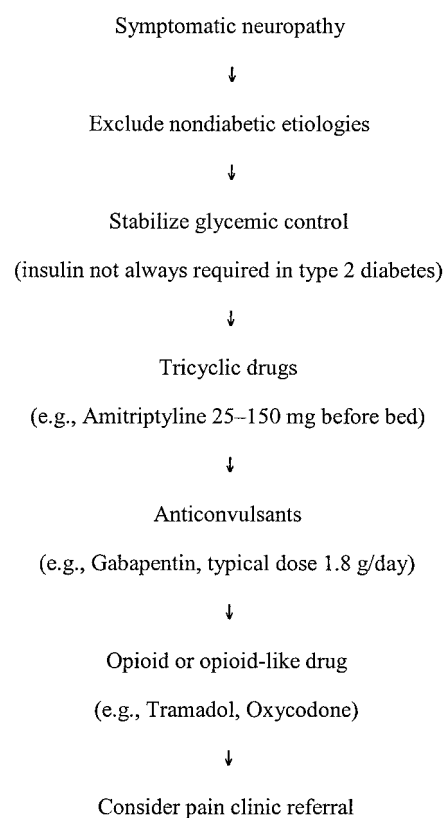 Symptomatic neuropathy
↓
Exclude nondiabetic etiologies
↓
Stabilize glycemic control
(insulin not always required in type 2 diabetes)
↓
Tricyclic drugs
(e.g., Amitriptyline 25–150 mg before bed)
↓
Anticonvulsants
(e.g., Gabapentin, typical dose 1.8 g/day)
↓
Opioid or opioid-like drug
(e.g., Tramadol, Oxycodone)
↓
Consider pain clinic referral